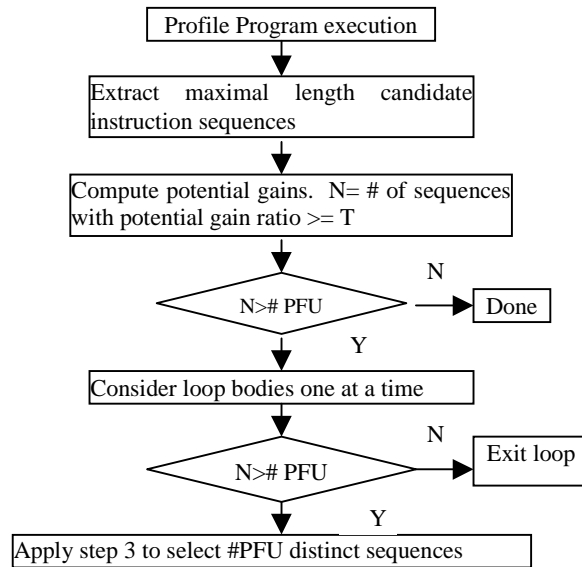 Profile Program execution
Extract maximal length candidate
instruction sequences
Compute potential gains. N= # of sequences
with potential gain ratio >= T
N
N># PFU
Done
Y
Consider loop bodies one at a time
N
Exit loop
N># PFU
Y
Apply step 3 to select #PFU distinct sequences